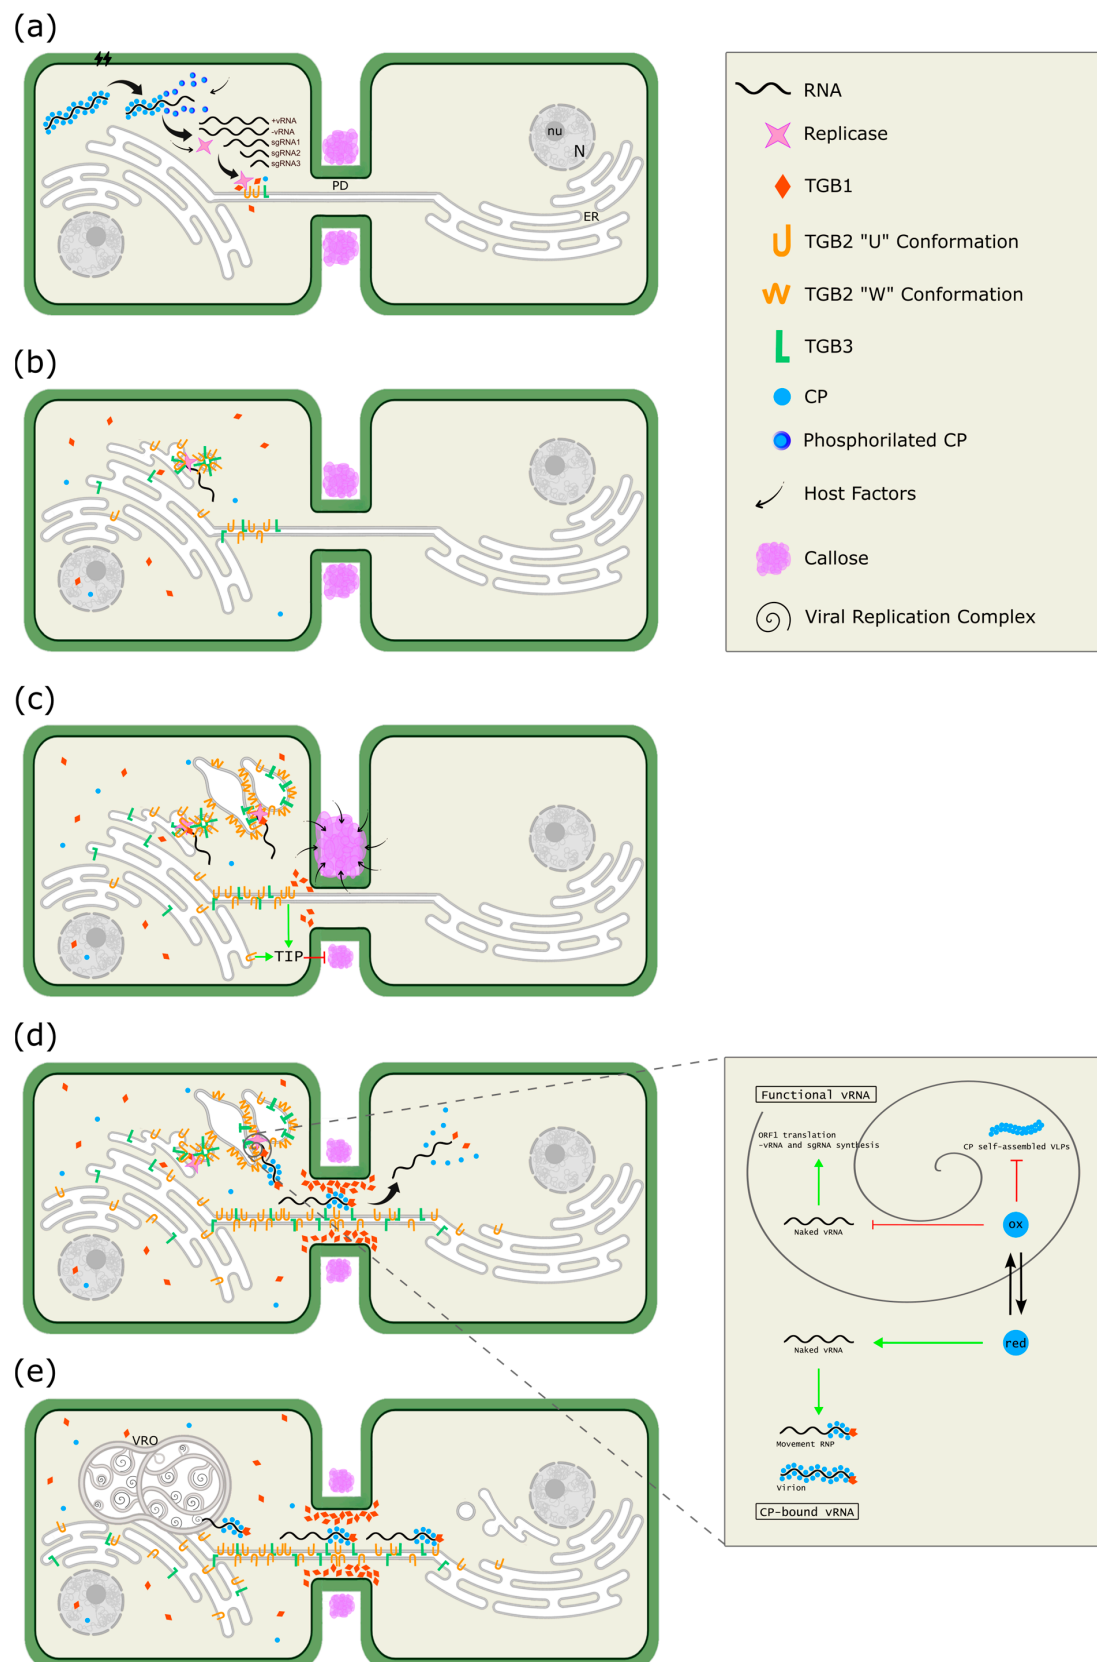 (a)
+vRNA
-vRNA
sgRNA1
sgRNA2
sgRNA3
PD
nu
N
ER
RNA
Replicase
TGB1
TGB2 "U" Conformation
TGB2 "W" Conformation
TGB3
CP
Phosphorilated CP
Host Factors
Callose
Viral Replication Complex
(b)
(c)
TIP
(d)
Functional vRNA
ORF1 translation
-vRNA and sgRNA synthesis
CP self-assembled VLPs
Naked vRNA
ox
Naked vRNA
red
Movement RNP
Virion
CP-bound vRNA
(e)
VRO